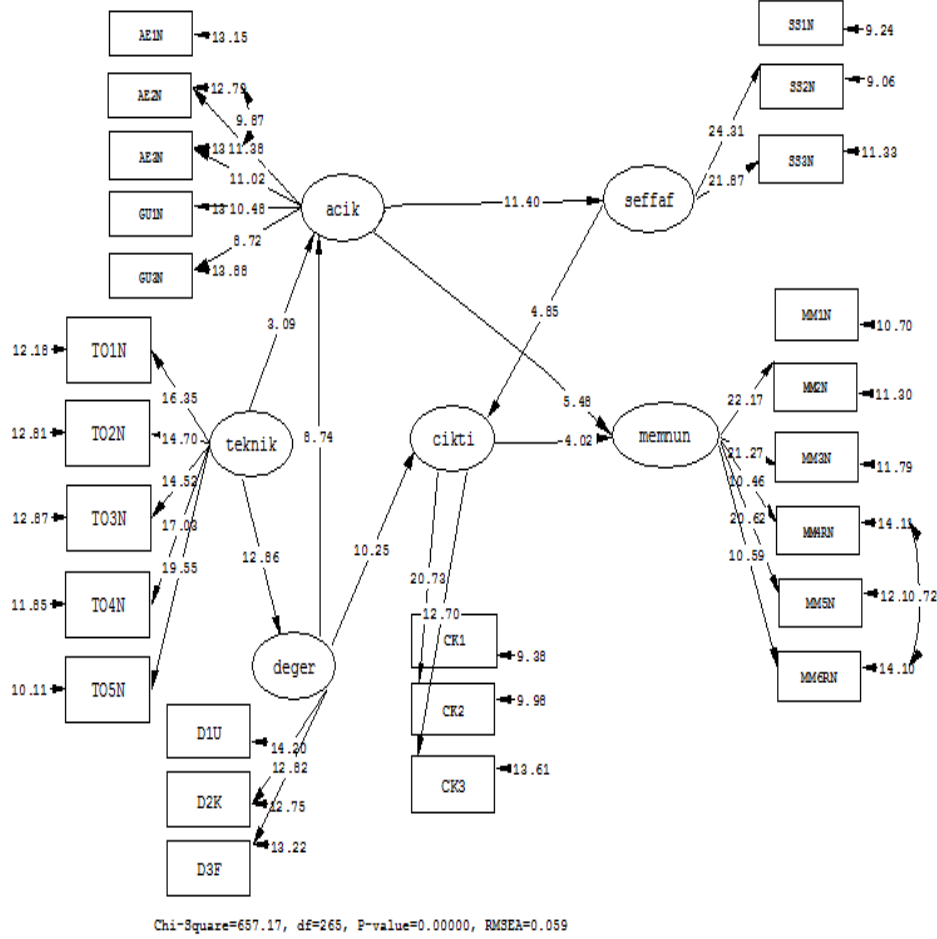 AE1N
13.15
AE2N
12.79
9.87
AE3N
13
11.38
11.02
GU1N
13
10.48
8.72
GU3N
13.88
acik
11.40
seffaf
SS1N
9.24
SS2N
9.06
24.31
SS3N
11.33
21.87
3.09
8.74
4.85
5.48
12.18
TO1N
16.35
12.81
TO2N
14.70
12.87
TO3N
14.52
17.03
11.85
TO4N
19.55
10.11
TO5N
teknik
12.86
deger
10.25
cikti
4.02
memnun
MM1N
10.70
22.17
MM2N
11.30
21.27
MM3N
11.79
10.46
MM4RN
14.11
20.62
10.59
MM5N
12.
10.72
MM6RN
14.10
20.73
12.70
CK1
9.38
CK2
9.98
CK3
13.61
D1U
14.20
12.82
D2K
12.75
D3F
13.22
Chi-Square=657.17, df=265, P-value=0.00000, RMSEA=0.059